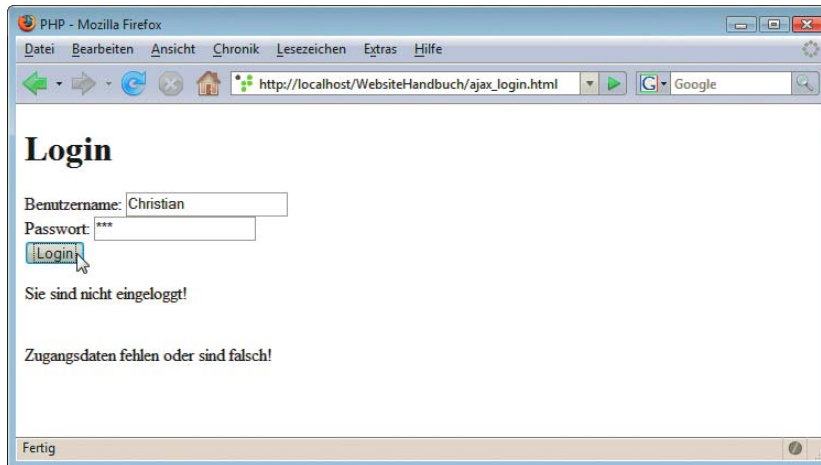 PHP - Mozilla Firefox
Datei Bearbeiten Ansicht Chronik Lesezeichen Extras Hilfe
http://localhost/WebsiteHandbuch/ajax_login.html G Google
Login
Benutzername: Christian
Passwort: ***
Login
Sie sind nicht eingeloggt!
Zugangsdaten fehlen oder sind falsch!
Fertig